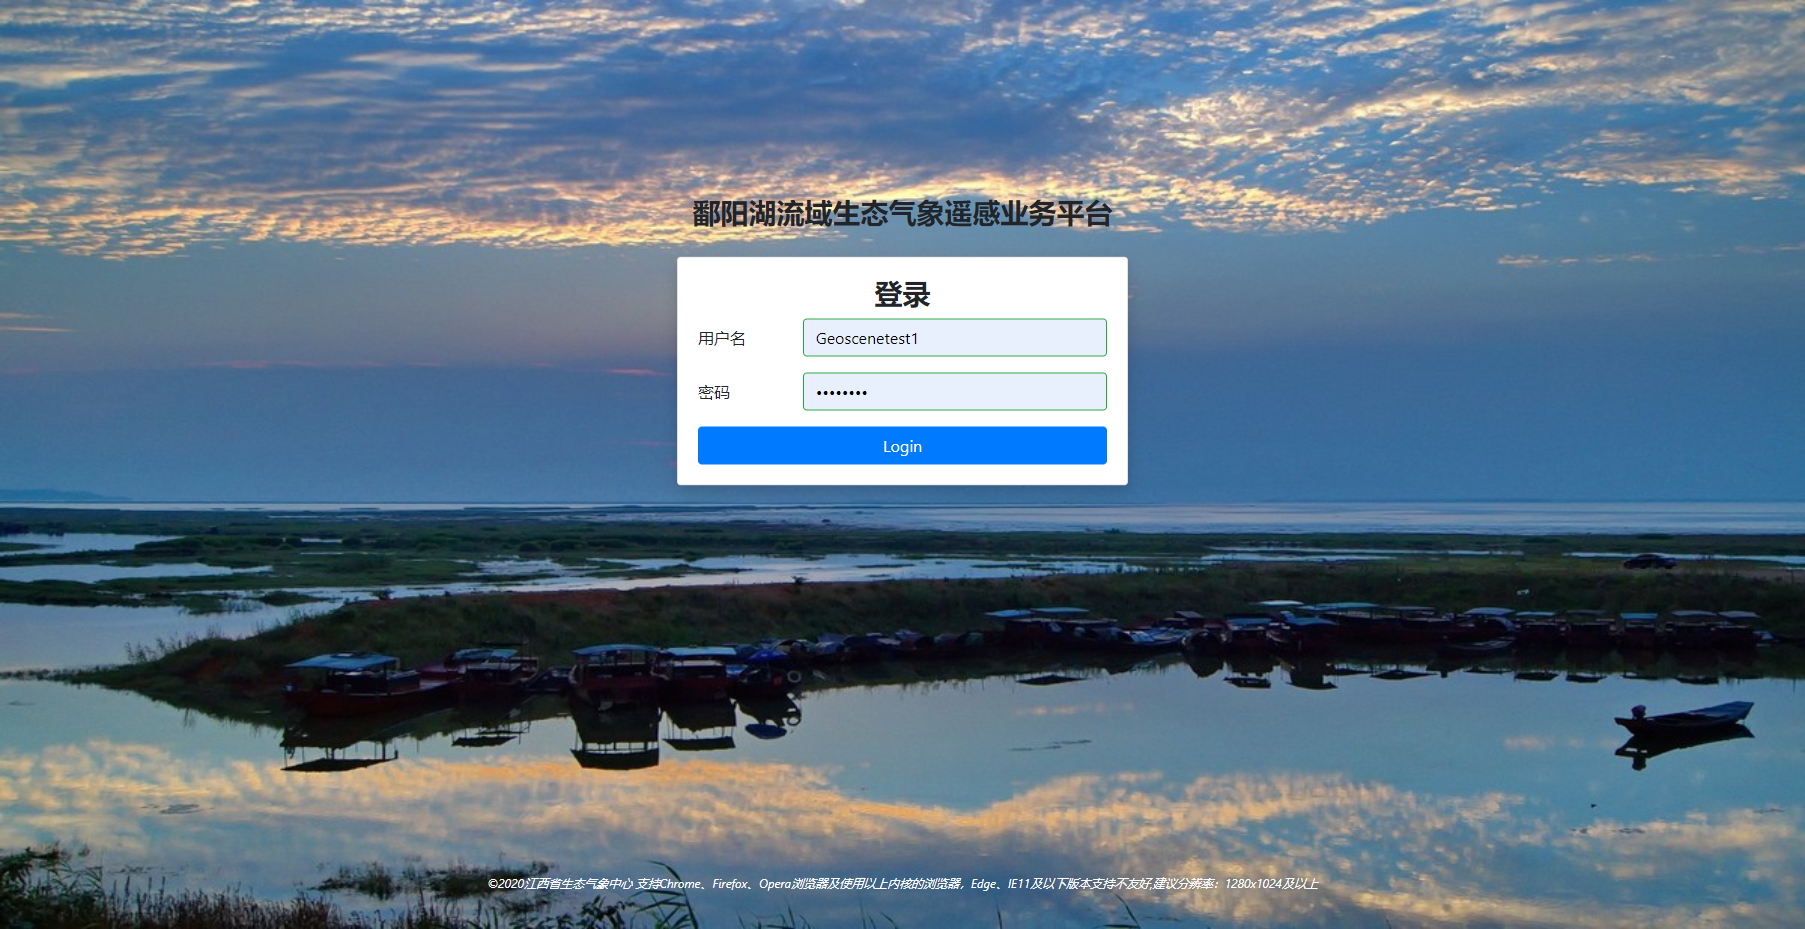 鄱阳湖流域生态气象遥感业务平台
登录
用户名 Geoscenetest1
密码 ••••••••
Login
©2020江西省生态气象中心 支持Chrome、Firefox、Opera浏览器及使用以上内核的浏览器，Edge、IE11及以下版本支持不友好,建议分辨率：1280x1024及以上